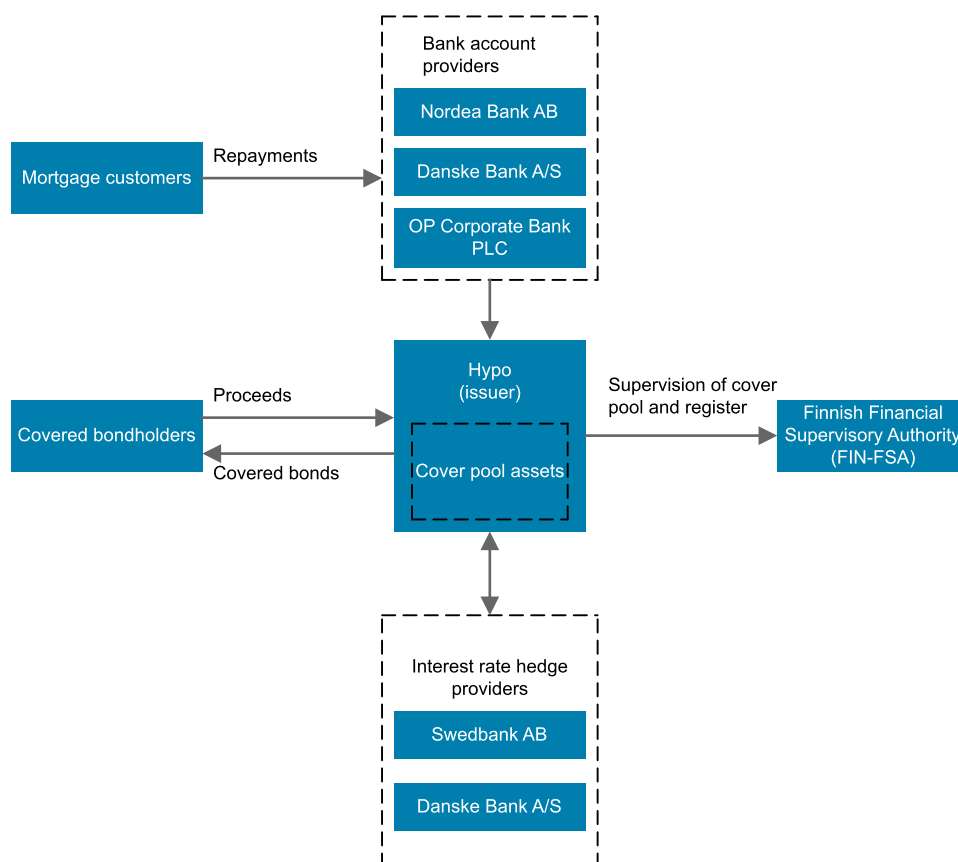 Bank account
providers
Nordea Bank AB
Mortgage customers
Repayments
Danske Bank A/S
OP Corporate Bank
PLC
Hypo
(issuer)
Cover pool assets
Covered bondholders
Proceeds
Covered bonds
Supervision of cover
pool and register
Finnish Financial
Supervisory Authority
(FIN-FSA)
Interest rate hedge
providers
Swedbank AB
Danske Bank A/S